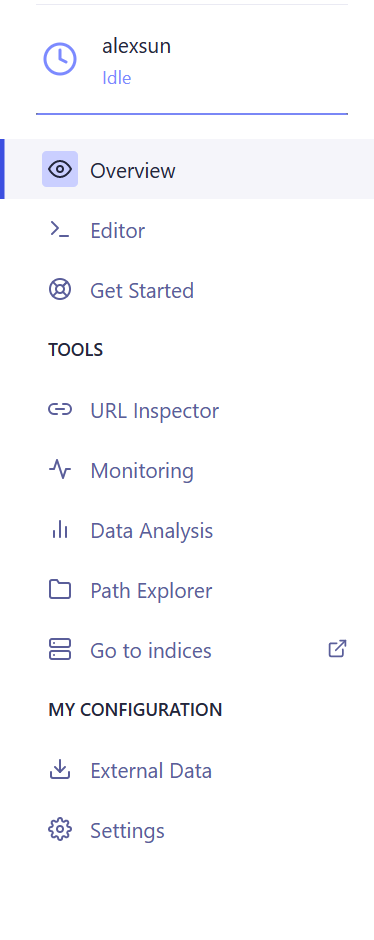 alexsun
Idle
Overview
Editor
Get Started
TOOLS
URL Inspector
Monitoring
Data Analysis
Path Explorer
Go to indices
MY CONFIGURATION
External Data
Settings